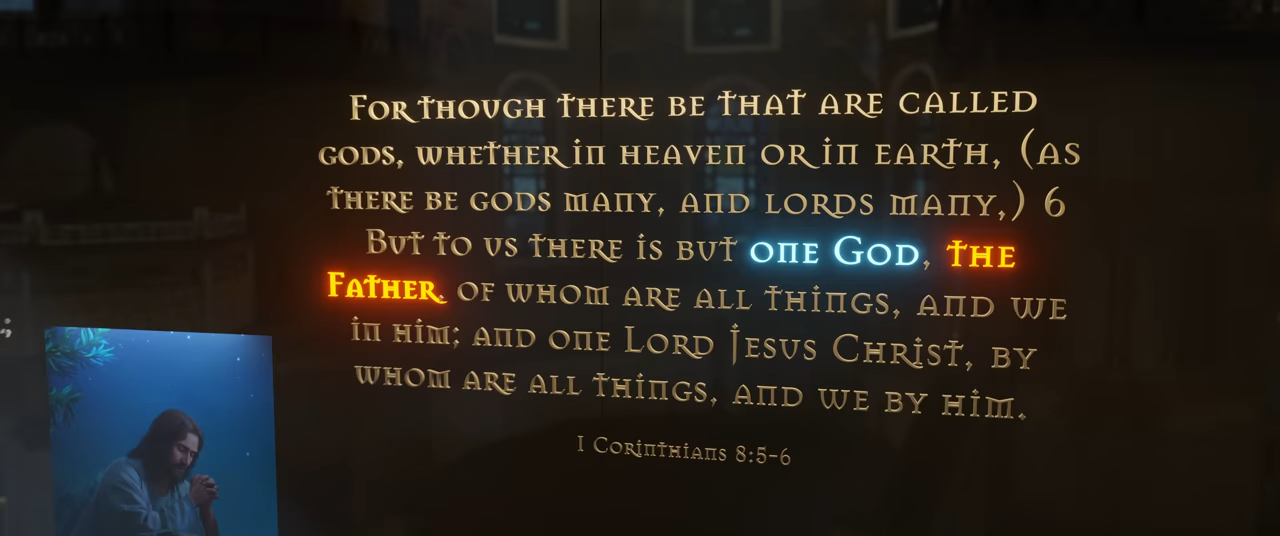 For though there be that are called
gods, whether in heaven or in earth, (as
there be gods many, and lords many,) 6
But to us there is but one God, the
Father, of whom are all things, and we
in him; and one Lord Jesus Christ, by
whom are all things, and we by him.
I Corinthians 8:5-6